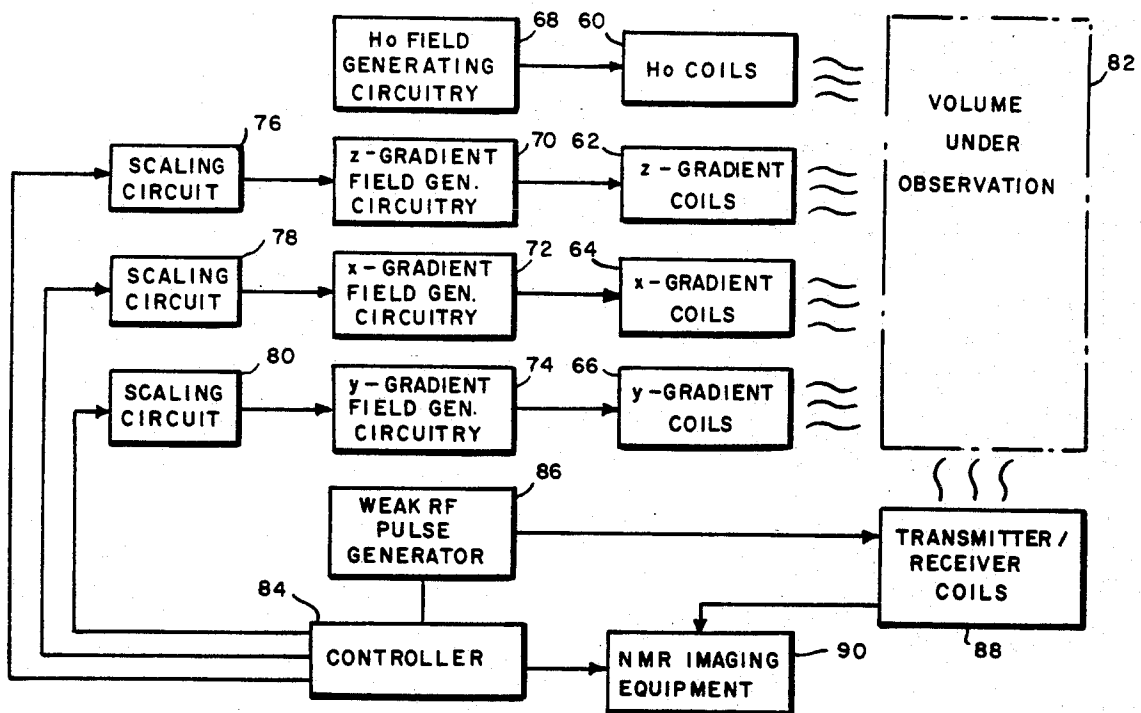 68
60
82
Ho FIELD
GENERATING
CIRCUITRY
Ho COILS
VOLUME
UNDER
OBSERVATION
76
70
62
SCALING
CIRCUIT
z-GRADIENT
FIELD GEN.
CIRCUITRY
z-GRADIENT
COILS
78
72
64
SCALING
CIRCUIT
x-GRADIENT
FIELD GEN.
CIRCUITRY
x-GRADIENT
COILS
80
74
66
SCALING
CIRCUIT
y-GRADIENT
FIELD GEN.
CIRCUITRY
y-GRADIENT
COILS
86
WEAK RF
PULSE
GENERATOR
TRANSMITTER/
RECEIVER
COILS
88
84
CONTROLLER
NMR IMAGING
EQUIPMENT
90